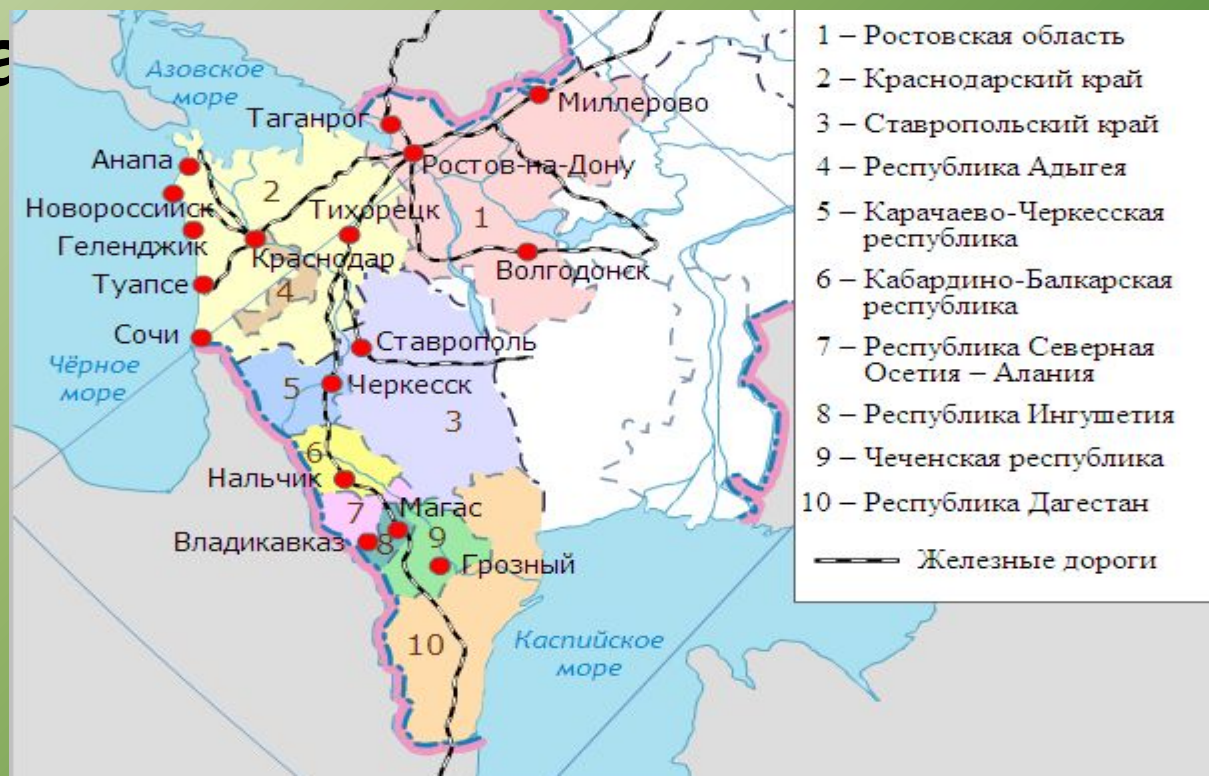 а
Азовское
море
Таганрог
Миллерово
Анапа
Ростов-на-Дону
2
Новороссийск
Тихорецк
1
Геленджик
Краснодар
Волгодонск
Туапсе
4
Сочи
Ставрополь
Чёрное
море
5
Черкесск
3
6
Нальчик
7
Магас
Владикавказ
8
9
Грозный
10
Каспийское
море
1 – Ростовская область
2 – Краснодарский край
3 – Ставропольский край
4 – Республика Адыгея
5 – Карачаево-Черкесская
республика
6 – Кабардино-Балкарская
республика
7 – Республика Северная
Осетия – Алания
8 – Республика Ингушетия
9 – Чеченская республика
10 – Республика Дагестан
Железные дороги